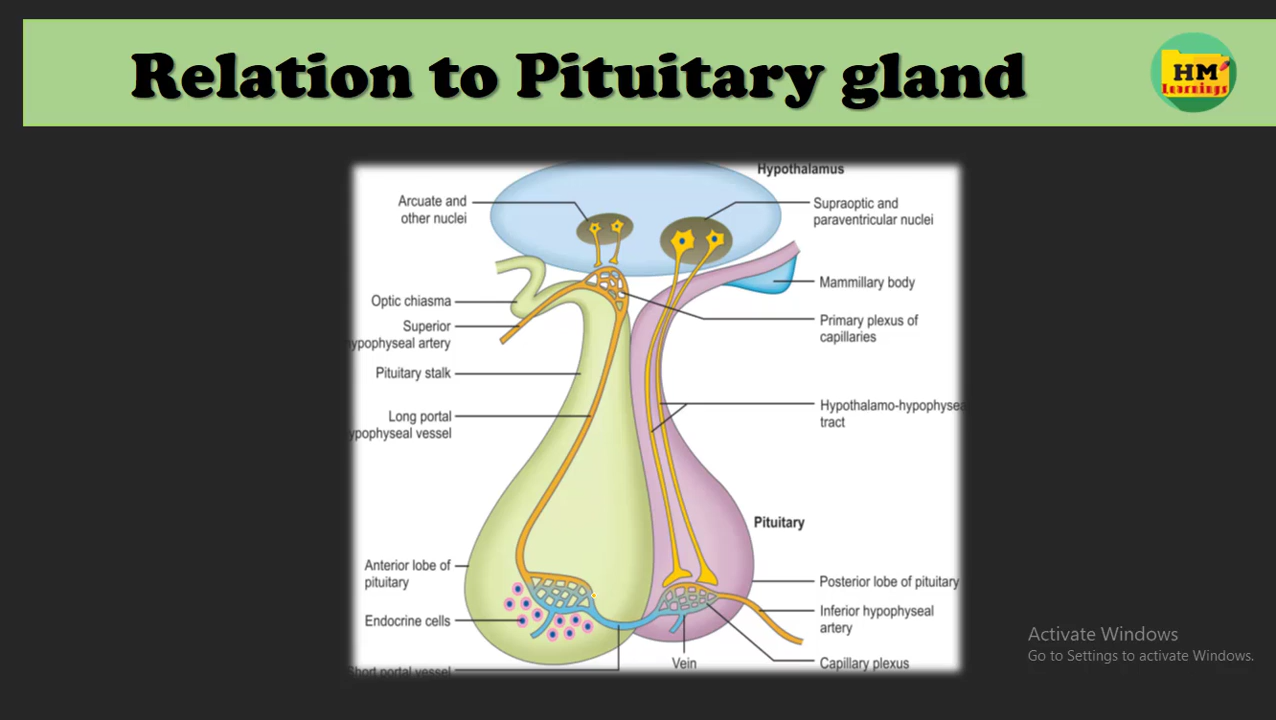 Relation to Pituitary gland
HM
Learnings
Hypothalamus
Arcuate and
other nuclei
Supraoptic and
paraventricular nuclei
Mammillary body
Optic chiasma
Superior
hypophyseal artery
Primary plexus of
capillaries
Pituitary stalk
Long portal
ypophyseal vessel
Hypothalamo-hypophysea
tract
Pituitary
Anterior lobe of
pituitary
Posterior lobe of pituitary
Endocrine cells
Inferior hypophyseal
artery
Short portal vessel
Vein
Capillary plexus
Activate Windows
Go to Settings to activate Windows.